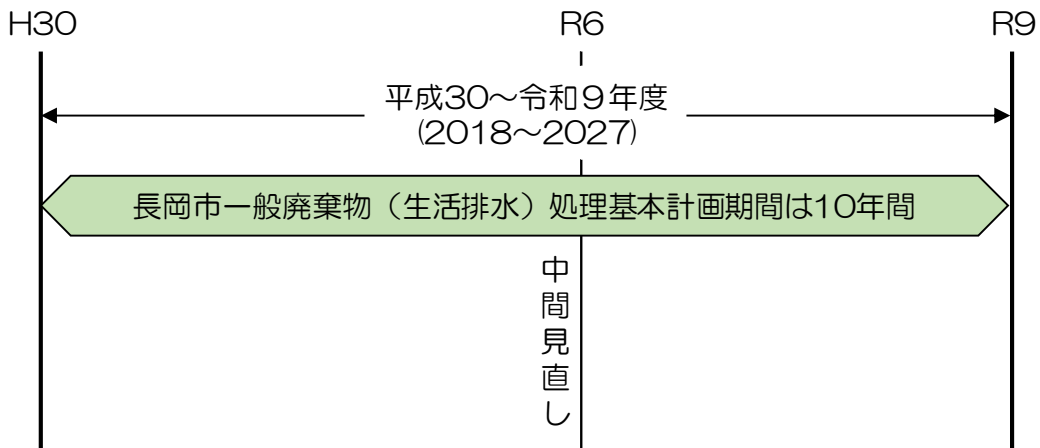 H30
R6
R9
平成30～令和9年度
(2018～2027)
長岡市一般廃棄物（生活排水）処理基本計画期間は10年間
中間見直し